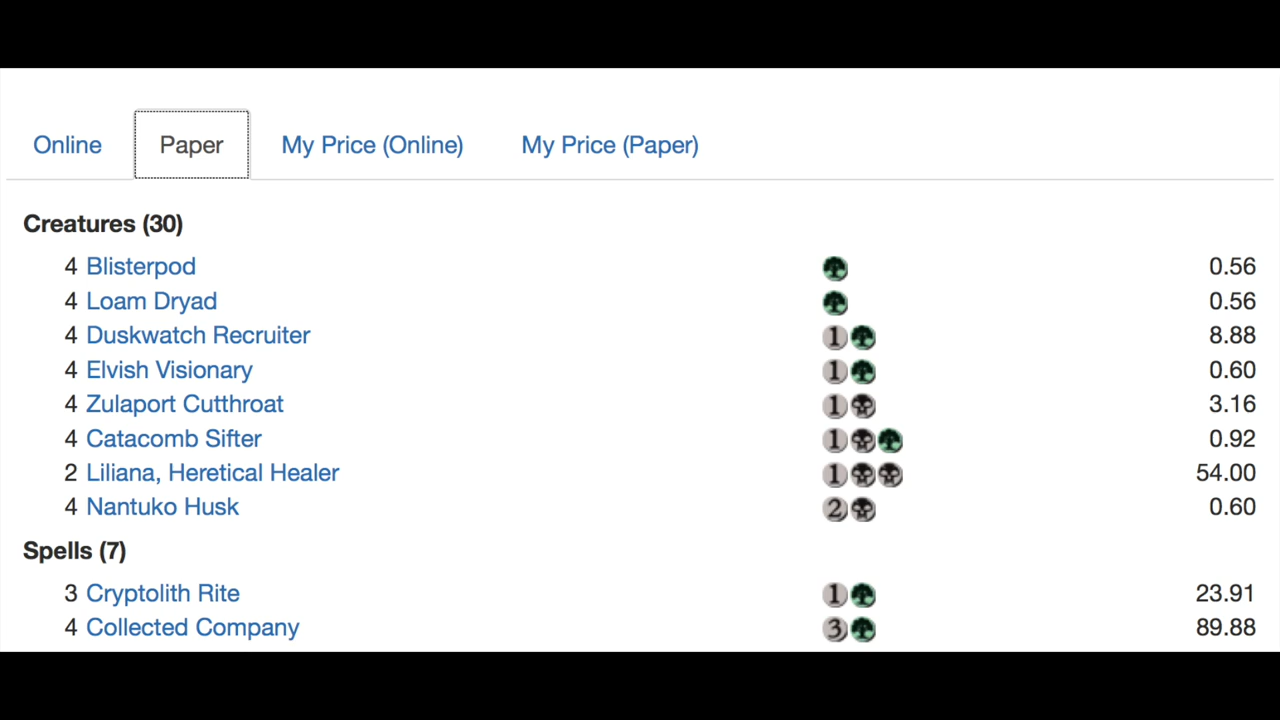 Online Paper My Price (Online) My Price (Paper)
Creatures (30)
4 Blisterpod 0.56
4 Loam Dryad 0.56
4 Duskwatch Recruiter 1 8.88
4 Elvish Visionary 1 0.60
4 Zulaport Cutthroat 1 3.16
4 Catacomb Sifter 1 0.92
2 Liliana, Heretical Healer 1 54.00
4 Nantuko Husk 2 0.60
Spells (7)
3 Cryptolith Rite 1 23.91
4 Collected Company 3 89.88